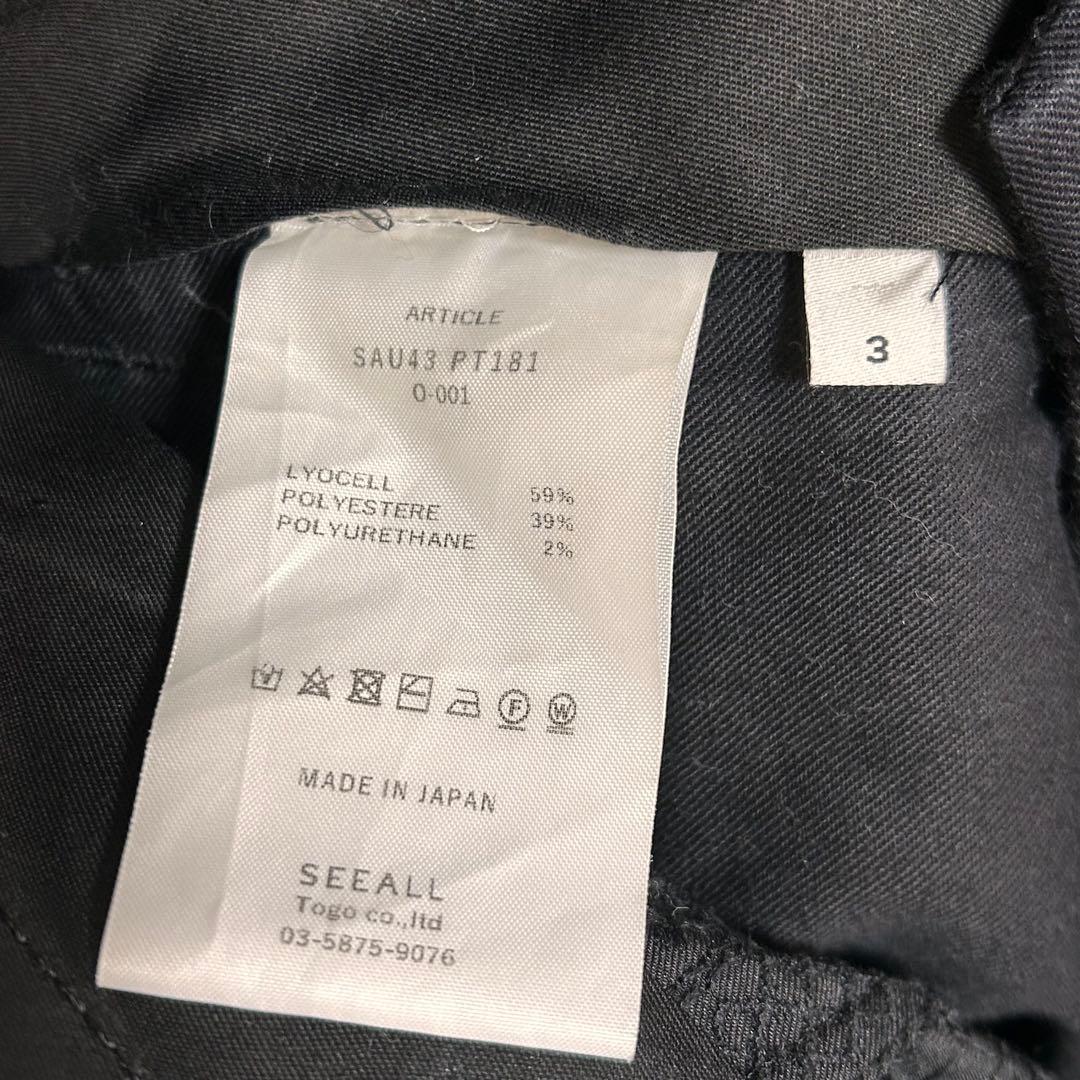 ARTICLE
SAU43 PT181
O-001
LYOCELL 59%
POLYESTERE 39%
POLYURETHANE 2%
F W
MADE IN JAPAN
SEEALL
Togo co.,ltd
03-5875-9076
3